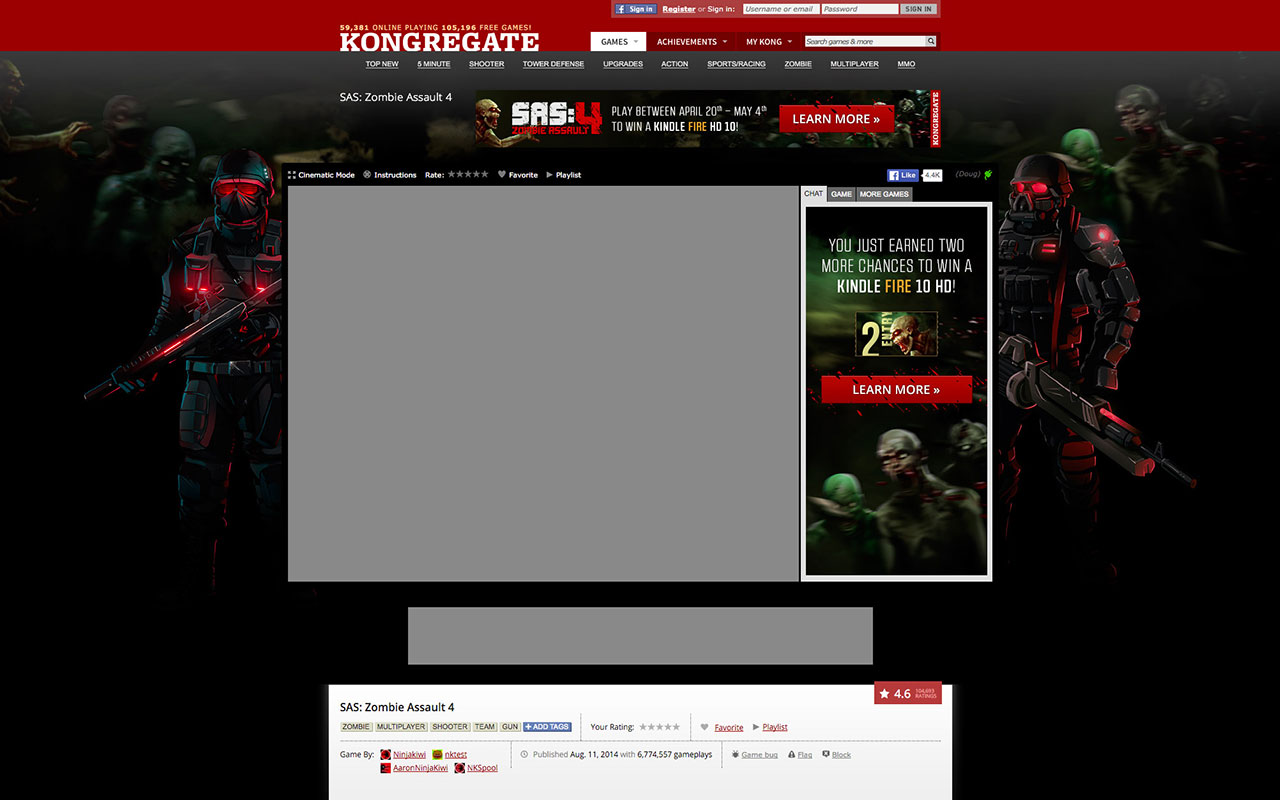 Sign in Register or Sign in: Username or email Password SIGN IN
59,381 ONLINE PLAYING 105,196 FREE GAMES!
KONGREGATE
GAMES ACHIEVEMENTS MY KONG Search games & more
TOP NEW 5 MINUTE SHOOTER TOWER DEFENSE UPGRADES ACTION SPORTS/RACING ZOMBIE MULTIPLAYER MMO
SAS: Zombie Assault 4
SAS:4
ZOMBIE ASSAULT
PLAY BETWEEN APRIL 20th – MAY 4th
TO WIN A KINDLE FIRE HD 10!
LEARN MORE »
KONGREGATE
Cinematic Mode Instructions Rate: Favorite Playlist Like 4.4K (Doug)
CHAT GAME MORE GAMES
YOU JUST EARNED TWO
MORE CHANCES TO WIN A
KINDLE FIRE 10 HD!
2 ENTRY
LEARN MORE »
4.6 104,693 RATINGS
SAS: Zombie Assault 4
ZOMBIE MULTIPLAYER SHOOTER TEAM GUN + ADD TAGS Your Rating: Favorite Playlist
Game By: Ninjakiwi nktest Published Aug. 11, 2014 with 6,774,557 gameplays Game bug Flag Block
AaronNinjaKiwi NKSpool